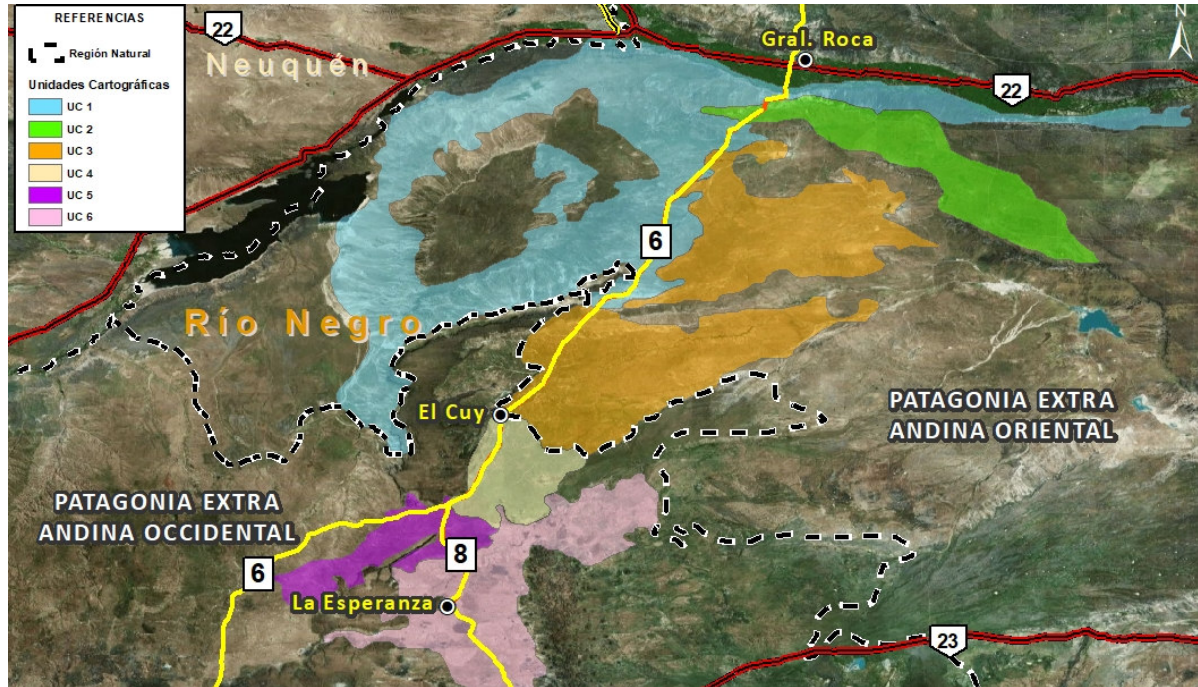 REFERENCIAS
Región Natural
Unidades Cartográficas
UC 1
UC 2
UC 3
UC 4
UC 5
UC 6
22
Neuquén
Gral. Roca
N
22
6
Río Negro
El Cuy
PATAGONIA EXTRA
ANDINA ORIENTAL
PATAGONIA EXTRA
ANDINA OCCIDENTAL
8
6
La Esperanza
23